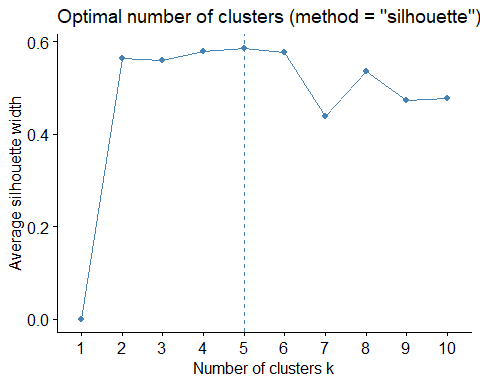 Optimal number of clusters (method = "silhouette")
Average silhouette width
0.6
0.4
0.2
0.0
1 2 3 4 5 6 7 8 9 10
Number of clusters k